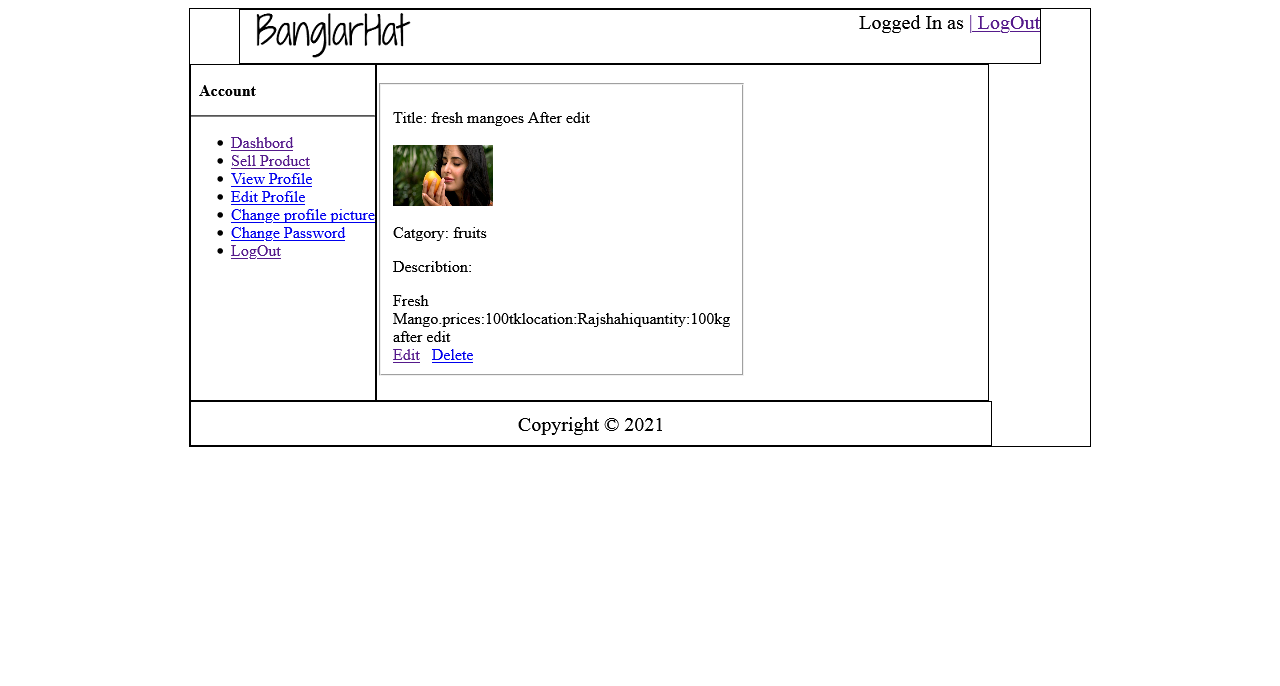 BanglarHat
Logged In as | LogOut
Account
Dashbord
Sell Product
View Profile
Edit Profile
Change profile picture
Change Password
LogOut
Title: fresh mangoes After edit
Catgory: fruits
Describtion:
Fresh
Mango.prices:100tklocation:Rajshahiquantity:100kg
after edit
Edit Delete
Copyright © 2021